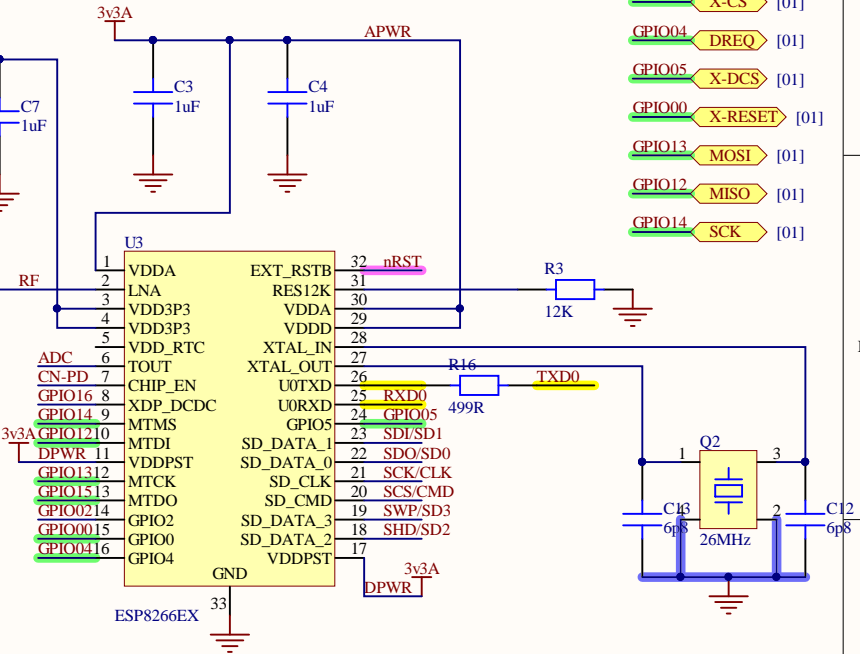 3v3A
APWR
X-CS [01]
GPIO04 DREQ [01]
GPIO05 X-DCS [01]
GPIO00 X-RESET [01]
GPIO13 MOSI [01]
GPIO12 MISO [01]
GPIO14 SCK [01]
C7
1uF
C3
1uF
C4
1uF
U3
RF
1 VDDA
2 LNA
3 VDD3P3
4 VDD3P3
5 VDD_RTC
ADC 6 TOUT
CN-PD 7 CHIP_EN
GPIO16 8 XDP_DCDC
GPIO14 9 MTMS
3v3A
GPIO12 10 MTDI
DPWR 11 VDDPST
GPIO13 12 MTCK
GPIO15 13 MTDO
GPIO02 14 GPIO2
GPIO00 15 GPIO0
GPIO04 16 GPIO4
EXT_RSTB 32 nRST
RES12K 31
VDDA 30
VDDD 29
XTAL_IN 28
XTAL_OUT 27
U0TXD 26
U0RXD 25 RXD0
GPIO5 24 GPIO05
SD_DATA_1 23 SDI/SD1
SD_DATA_0 22 SDO/SD0
SD_CLK 21 SCK/CLK
SD_CMD 20 SCS/CMD
SD_DATA_3 19 SWP/SD3
SD_DATA_2 18 SHD/SD2
VDDPST 17
GND
33
ESP8266EX
DPWR
3v3A
R3
12K
R16
499R
TXD0
Q2
1
3
4
2
26MHz
C13
6p8
C12
6p8